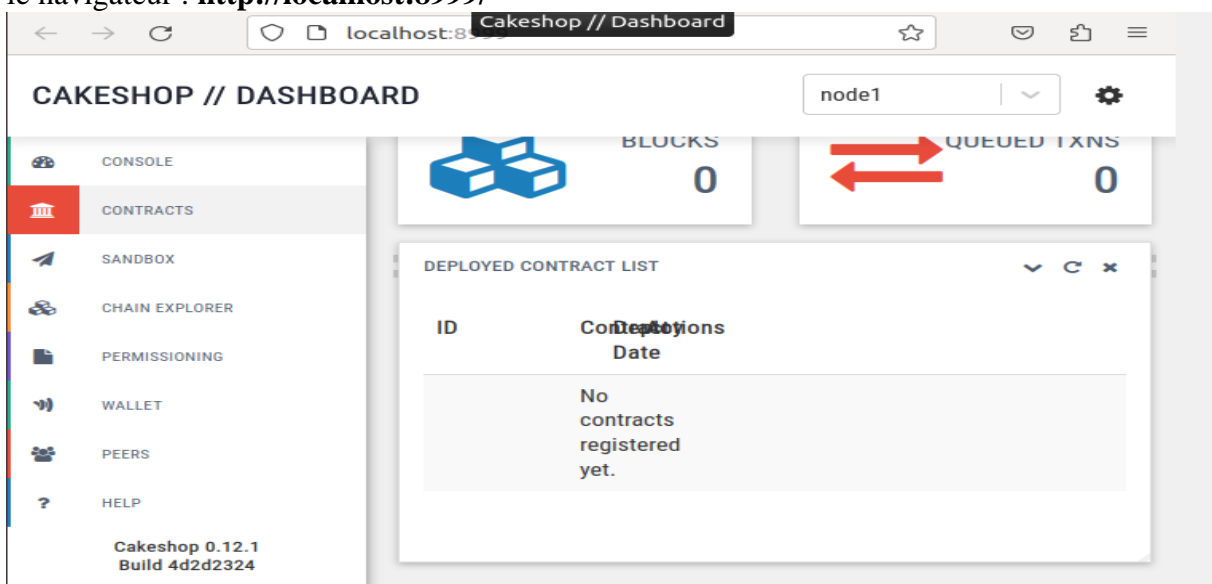 le navigateur : http://localhost:8999/
Cakeshop // Dashboard
localhost:8999
CAKESHOP // DASHBOARD
node1
CONSOLE
CONTRACTS
SANDBOX
CHAIN EXPLORER
PERMISSIONING
WALLET
PEERS
? HELP
Cakeshop 0.12.1
Build 4d2d2324
BLOCKS
0
QUEUED TXNS
0
DEPLOYED CONTRACT LIST
ID Contract Deploy Actions
Date
No
contracts
registered
yet.